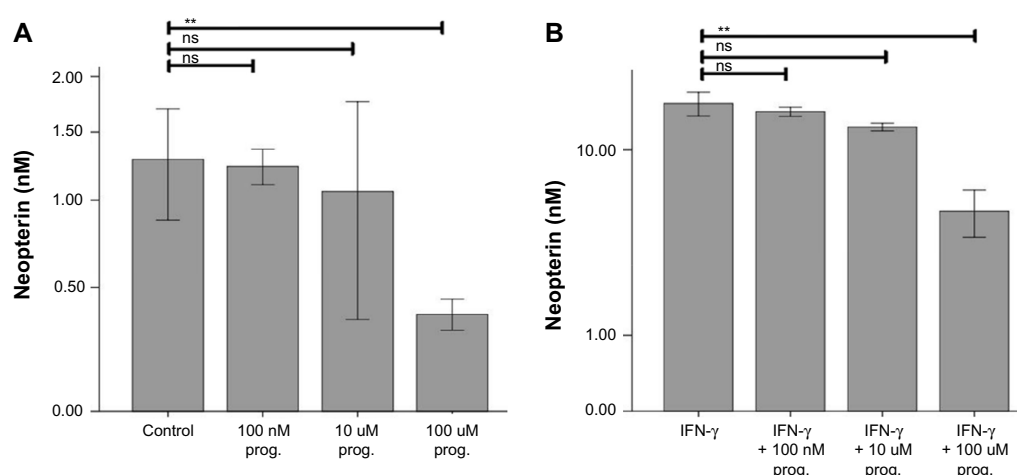 A
**
ns
ns
Neopterin (nM)
2.00
1.50
1.00
0.50
0.00
Control
100 nM
prog.
10 uM
prog.
100 uM
prog.
B
**
ns
ns
Neopterin (nM)
10.00
1.00
0.00
IFN-γ
IFN-γ
+ 100 nM
prog.
IFN-γ
+ 10 uM
prog.
IFN-γ
+ 100 uM
prog.